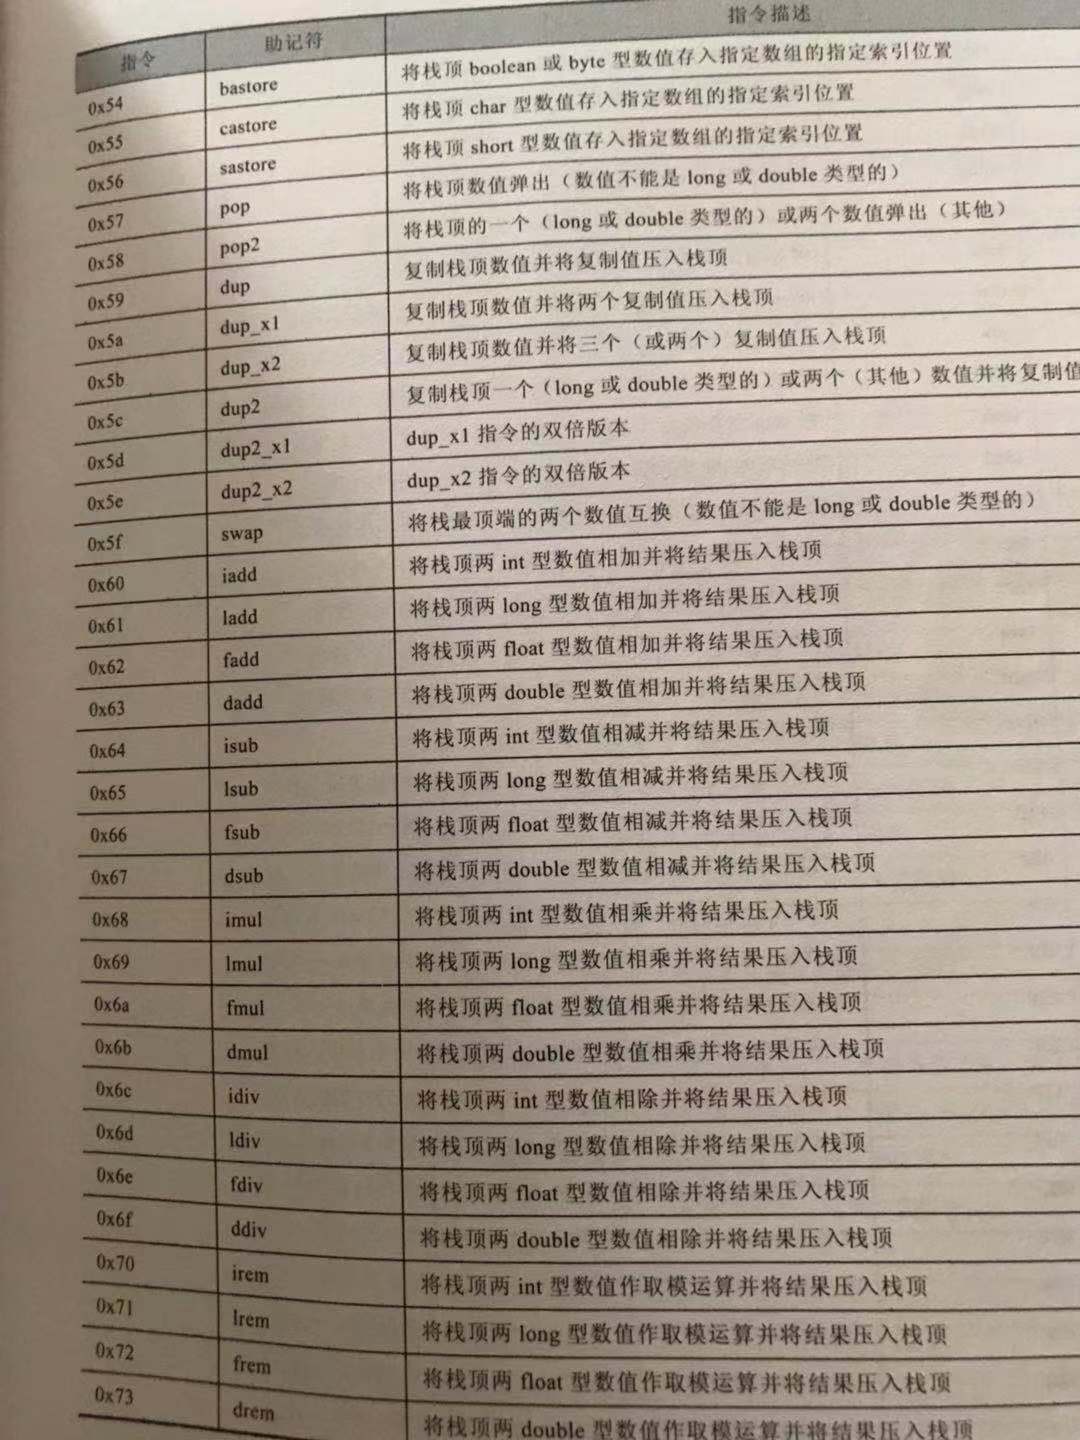 指令 助记符 指令描述
0x54 bastore 将栈顶 boolean 或 byte 型数值存入指定数组的指定索引位置
0x55 castore 将栈顶 char 型数值存入指定数组的指定索引位置
0x56 sastore 将栈顶 short 型数值存入指定数组的指定索引位置
0x57 pop 将栈顶数值弹出（数值不能是 long 或 double 类型的）
0x58 pop2 将栈顶的一个（long 或 double 类型的）或两个数值弹出（其他）
0x59 dup 复制栈顶数值并将复制值压入栈顶
0x5a dup_x1 复制栈顶数值并将两个复制值压入栈顶
0x5b dup_x2 复制栈顶数值并将三个（或两个）复制值压入栈顶
0x5c dup2 复制栈顶一个（long 或 double 类型的）或两个（其他）数值并将复制值
0x5d dup2_x1 dup_x1 指令的双倍版本
0x5e dup2_x2 dup_x2 指令的双倍版本
0x5f swap 将栈最顶端的两个数值互换（数值不能是 long 或 double 类型的）
0x60 iadd 将栈顶两 int 型数值相加并将结果压入栈顶
0x61 ladd 将栈顶两 long 型数值相加并将结果压入栈顶
0x62 fadd 将栈顶两 float 型数值相加并将结果压入栈顶
0x63 dadd 将栈顶两 double 型数值相加并将结果压入栈顶
0x64 isub 将栈顶两 int 型数值相减并将结果压入栈顶
0x65 lsub 将栈顶两 long 型数值相减并将结果压入栈顶
0x66 fsub 将栈顶两 float 型数值相减并将结果压入栈顶
0x67 dsub 将栈顶两 double 型数值相减并将结果压入栈顶
0x68 imul 将栈顶两 int 型数值相乘并将结果压入栈顶
0x69 lmul 将栈顶两 long 型数值相乘并将结果压入栈顶
0x6a fmul 将栈顶两 float 型数值相乘并将结果压入栈顶
0x6b dmul 将栈顶两 double 型数值相乘并将结果压入栈顶
0x6c idiv 将栈顶两 int 型数值相除并将结果压入栈顶
0x6d ldiv 将栈顶两 long 型数值相除并将结果压入栈顶
0x6e fdiv 将栈顶两 float 型数值相除并将结果压入栈顶
0x6f ddiv 将栈顶两 double 型数值相除并将结果压入栈顶
0x70 irem 将栈顶两 int 型数值作取模运算并将结果压入栈顶
0x71 lrem 将栈顶两 long 型数值作取模运算并将结果压入栈顶
0x72 frem 将栈顶两 float 型数值作取模运算并将结果压入栈顶
0x73 drem 将栈顶两 double 型数值作取模运算并将结果压入栈顶